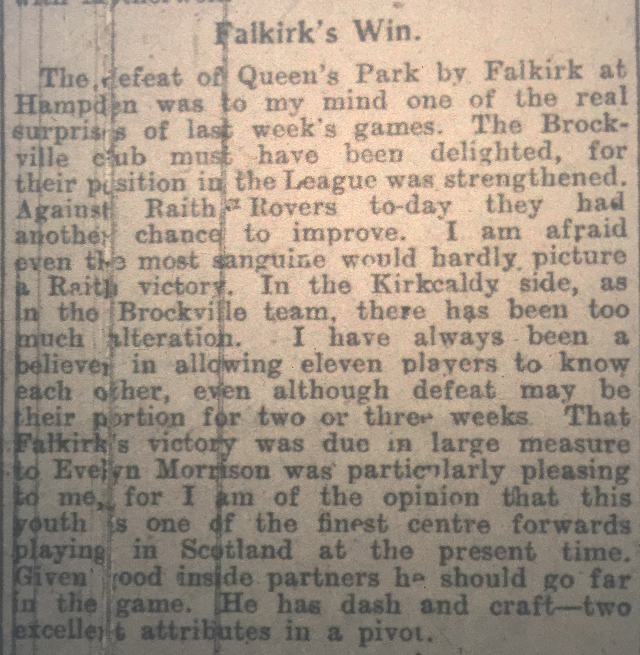 Falkirk's Win.
The defeat of Queen's Park by Falkirk at
Hampden was to my mind one of the real
surprises of last week's games. The Brock-
ville club must have been delighted, for
their position in the League was strengthened.
Against Raith Rovers to-day they had
another chance to improve. I am afraid
even the most sanguine would hardly picture
a Raith victory. In the Kirkcaldy side, as
in the Brockville team, there has been too
much alteration. I have always been a
believer in allowing eleven players to know
each other, even although defeat may be
their portion for two or three weeks. That
Falkirk's victory was due in large measure
to Evelyn Morrison was particularly pleasing
to me, for I am of the opinion that this
youth is one of the finest centre forwards
playing in Scotland at the present time.
Given good inside partners he should go far
in the game. He has dash and craft—two
excellent attributes in a pivot.